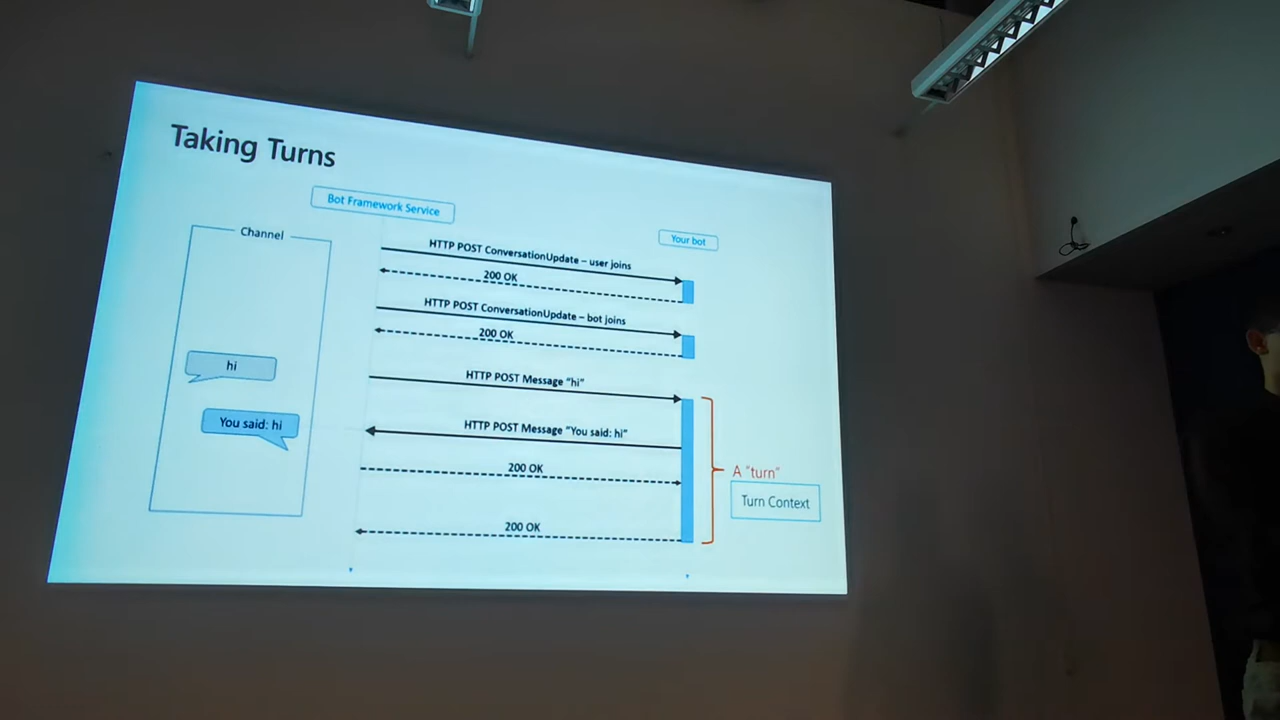 Taking Turns
Bot Framework Service
Channel
Your bot
HTTP POST ConversationUpdate – user joins
200 OK
HTTP POST ConversationUpdate – bot joins
200 OK
hi
HTTP POST Message "hi"
You said: hi
HTTP POST Message "You said: hi"
200 OK
A "turn"
Turn Context
200 OK